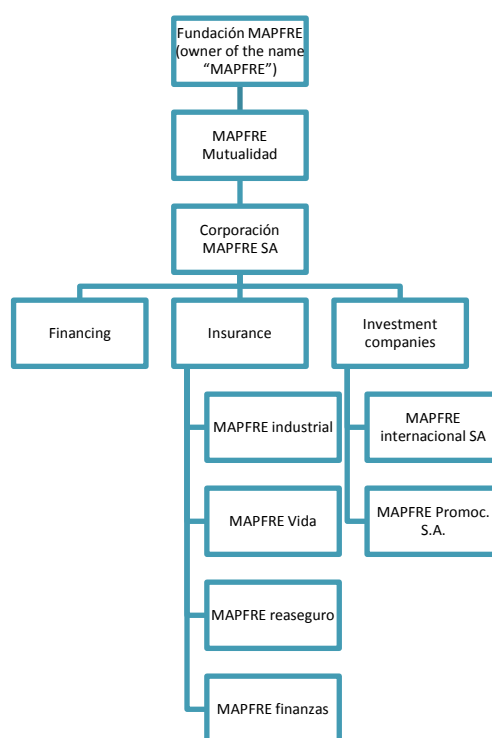 Fundación MAPFRE
(owner of the name
“MAPFRE”)
MAPFRE
Mutualidad
Corporación
MAPFRE SA
Financing
Insurance
Investment
companies
MAPFRE industrial
MAPFRE
internacional SA
MAPFRE Vida
MAPFRE Promoc.
S.A.
MAPFRE reaseguro
MAPFRE finanzas